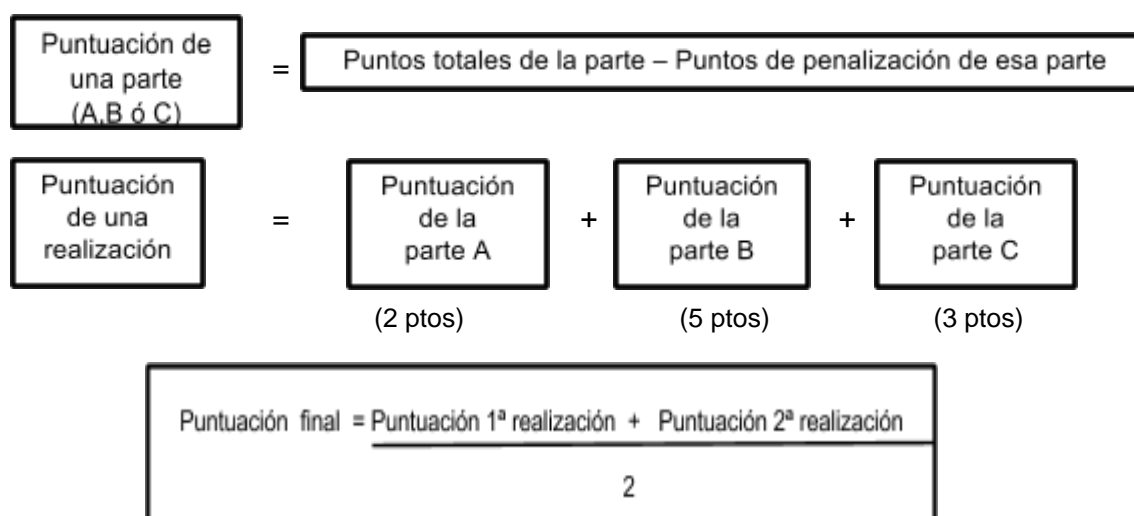 Puntuación de
una parte
(A,B ó C)
=
Puntos totales de la parte – Puntos de penalización de esa parte
Puntuación
de una
realización
=
Puntuación
de la
parte A
+
Puntuación
de la
parte B
+
Puntuación
de la
parte C
(2 ptos)
(5 ptos)
(3 ptos)
Puntuación final = Puntuación 1ª realización + Puntuación 2ª realización
2